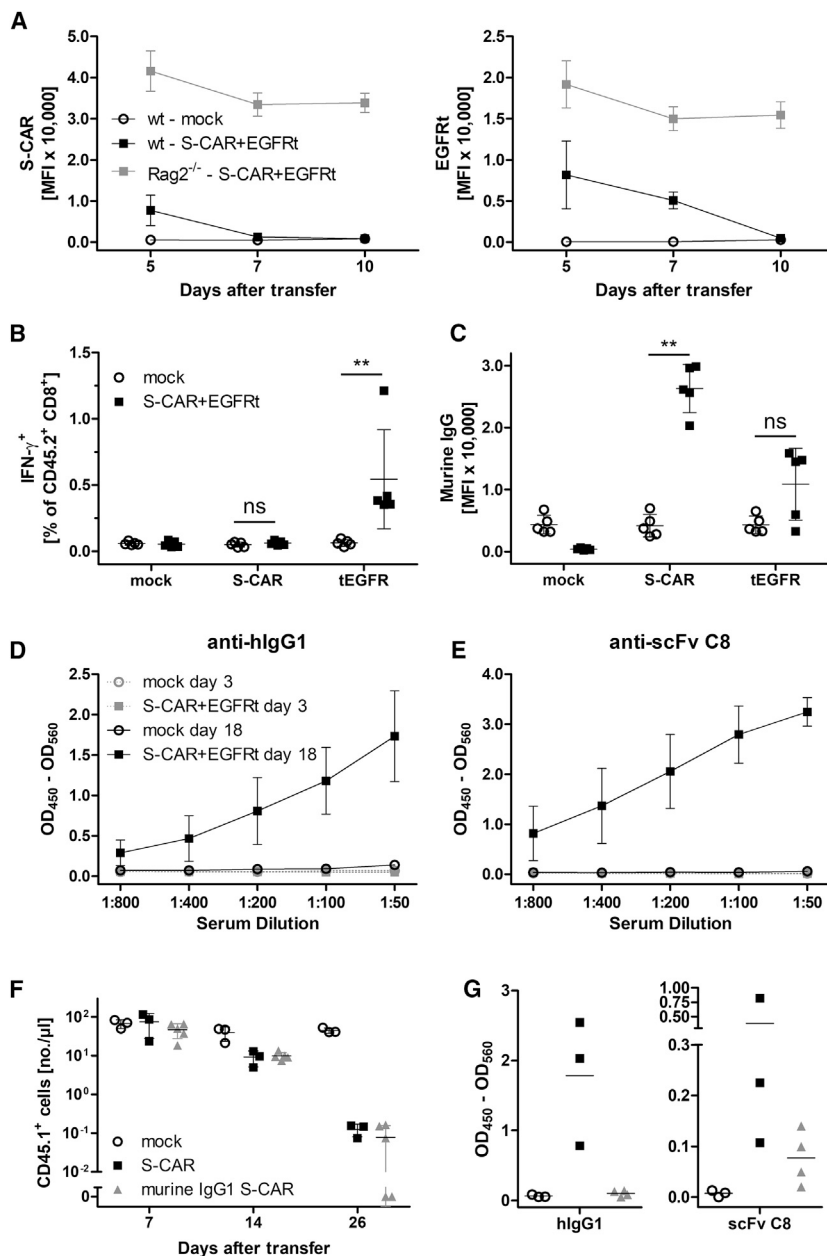 A
S-CAR
[MFI x 10,000]
5.0
4.0
3.0
2.0
1.0
0.0
wt - mock
wt - S-CAR+EGFRt
Rag2-/- - S-CAR+EGFRt
5
7
10
Days after transfer
EGFRt
[MFI x 10,000]
2.5
2.0
1.5
1.0
0.5
0.0
5
7
10
Days after transfer
B
IFN-γ+
[% of CD45.2+ CD8+]
1.5
1.0
0.5
0.0
mock
S-CAR+EGFRt
ns
**
mock
S-CAR
tEGFR
C
Murine IgG
[MFI x 10,000]
3.0
2.0
1.0
0.0
**
ns
mock
S-CAR
tEGFR
D
anti-hIgG1
OD450 - OD560
2.5
2.0
1.5
1.0
0.5
0.0
mock day 3
S-CAR+EGFRt day 3
mock day 18
S-CAR+EGFRt day 18
1:800
1:400
1:200
1:100
1:50
Serum Dilution
E
anti-scFv C8
OD450 - OD560
4.0
3.0
2.0
1.0
0.0
1:800
1:400
1:200
1:100
1:50
Serum Dilution
F
CD45.1+ cells [no./µl]
10^2
10^1
10^0
10^-1
10^-2
0
mock
S-CAR
murine IgG1 S-CAR
7
14
26
Days after transfer
G
OD450 - OD560
3
2
1
0
hIgG1
1.00
0.75
0.50
0.3
0.2
0.1
0.0
scFv C8